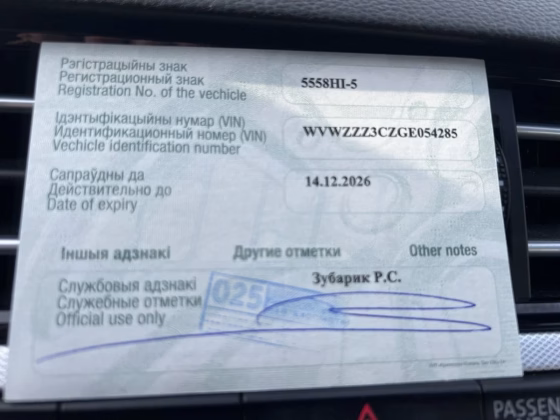 Рэгістрацыйны знак
Регистрационный знак
Registration No. of the vechicle
5558HI-5
Ідэнтыфікацыйны нумар (VIN)
Идентификационный номер (VIN)
Vechicle identification number
WVWZZZ3CZGE054285
Сапраўдны да
Действительно до
Date of expiry
14.12.2026
Іншыя адзнакі Другие отметки Other notes
Службовыя адзнакі
Служебные отметки
Official use only
Зубарик Р.С.
025
PASSEN